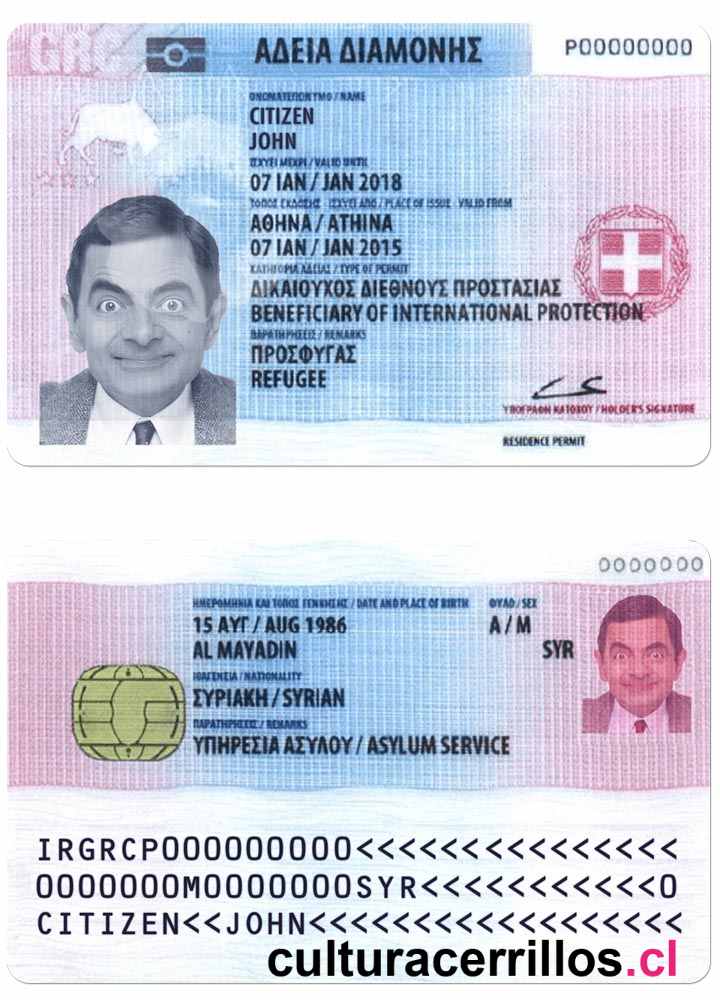 GRC
ΑΔΕΙΑ ΔΙΑΜΟΝΗΣ
P00000000
ΟΝΟΜΑΤΕΠΩΝΥΜΟ / NAME
CITIZEN
JOHN
ΙΣΧΥΕΙ ΜΕΧΡΙ / VALID UNTIL
07 ΙΑΝ / JAN 2018
ΤΟΠΟΣ ΕΚΔΟΣΗΣ - ΙΣΧΥΕΙ ΑΠΟ / PLACE OF ISSUE - VALID FROM
ΑΘΗΝΑ / ATHINA
07 ΙΑΝ / JAN 2015
ΚΑΤΗΓΟΡΙΑ ΑΔΕΙΑΣ / TYPE OF PERMIT
ΔΙΚΑΙΟΥΧΟΣ ΔΙΕΘΝΟΥΣ ΠΡΟΣΤΑΣΙΑΣ
BENEFICIARY OF INTERNATIONAL PROTECTION
ΠΑΡΑΤΗΡΗΣΕΙΣ / REMARKS
ΠΡΟΣΦΥΓΑΣ
REFUGEE
ΥΠΟΓΡΑΦΗ ΚΑΤΟΧΟΥ / HOLDER'S SIGNATURE
RESIDENCE PERMIT
0000000
ΗΜΕΡΟΜΗΝΙΑ ΚΑΙ ΤΟΠΟΣ ΓΕΝΝΗΣΗΣ / DATE AND PLACE OF BIRTH ΦΥΛΟ / SEX
15 ΑΥΓ / AUG 1986 Α / M
AL MAYADIN SYR
ΙΘΑΓΕΝΕΙΑ / NATIONALITY
ΣΥΡΙΑΚΗ / SYRIAN
ΠΑΡΑΤΗΡΗΣΕΙΣ / REMARKS
ΥΠΗΡΕΣΙΑ ΑΣΥΛΟΥ / ASYLUM SERVICE
IRGRCP000000000<<<<<<<<<<<<<<<
0000000M0000000SYR<<<<<<<<<<<0
CITIZEN<<JOHN<<<<<<<<<<<<<<<<<
culturacerrillos.cl